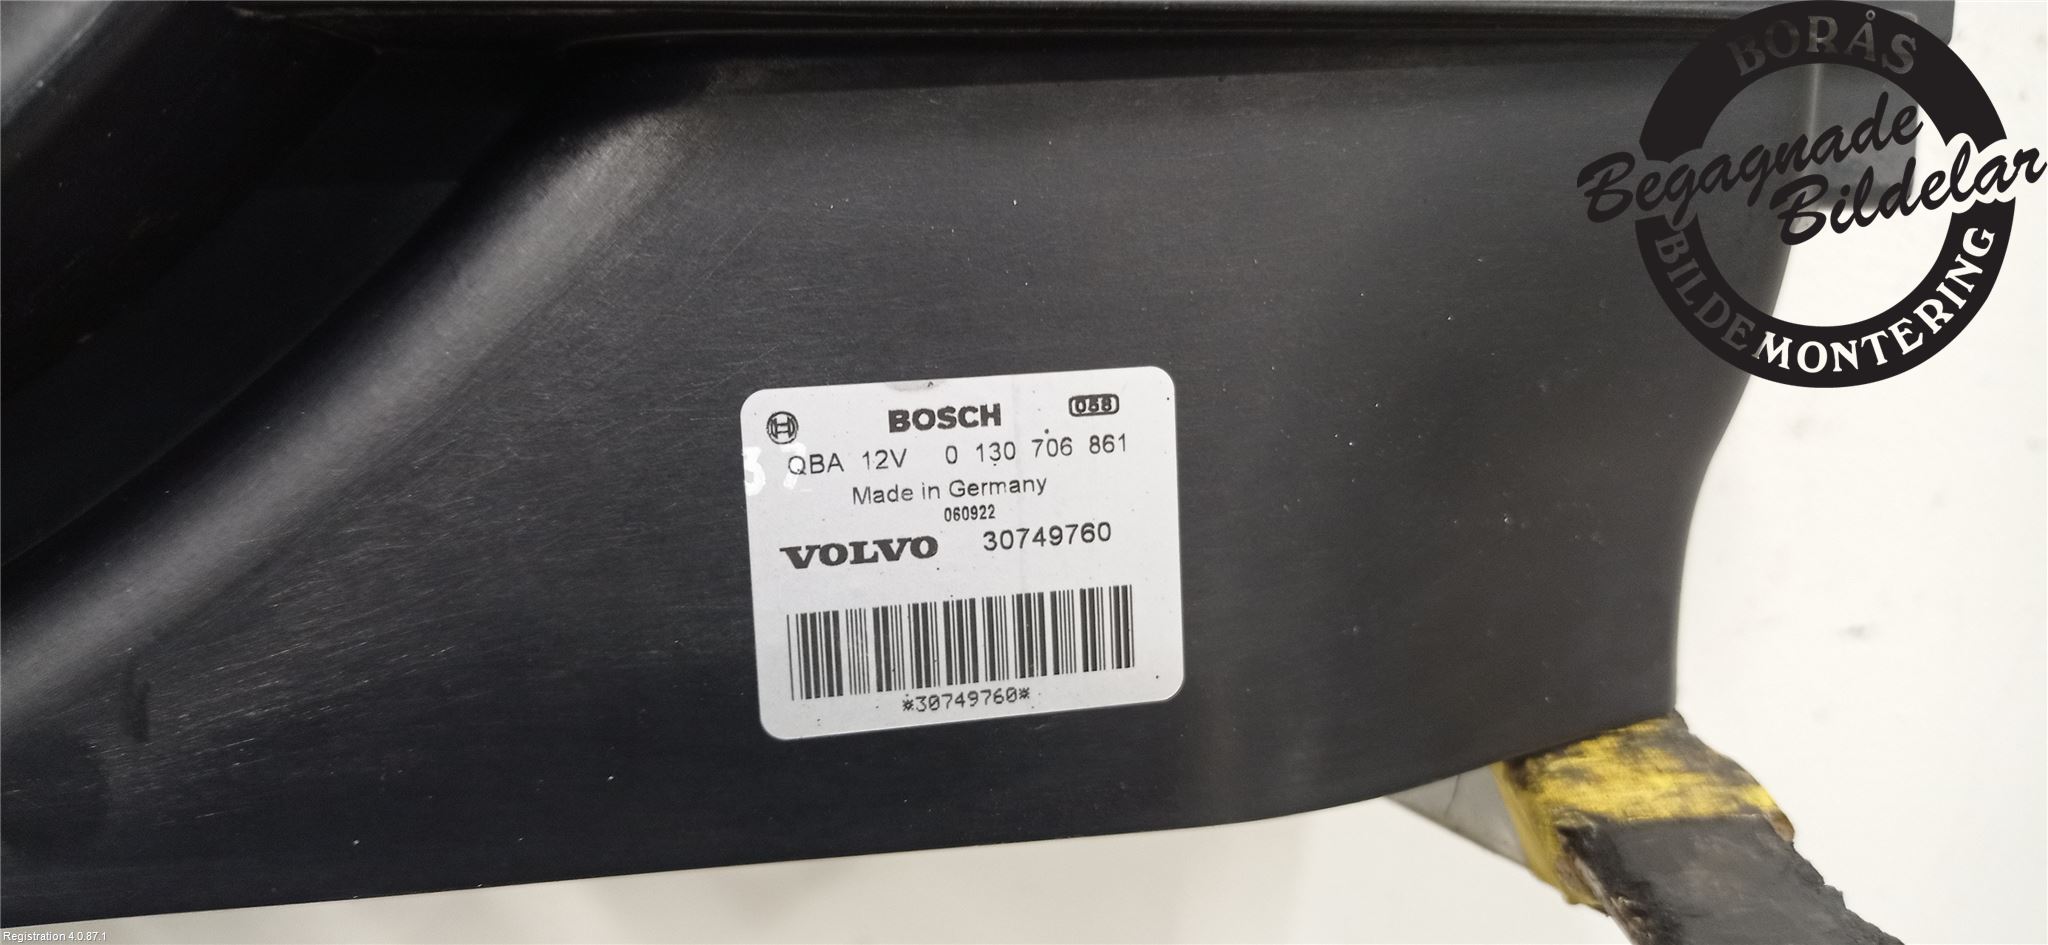 BORÅS
Begagnade
Bildelar
BILDEMONTERING
BOSCH
QBA 12V 0 130 706 861
Made in Germany
060922
VOLVO 30749760
*30749760*
Registration 4.0.87.1